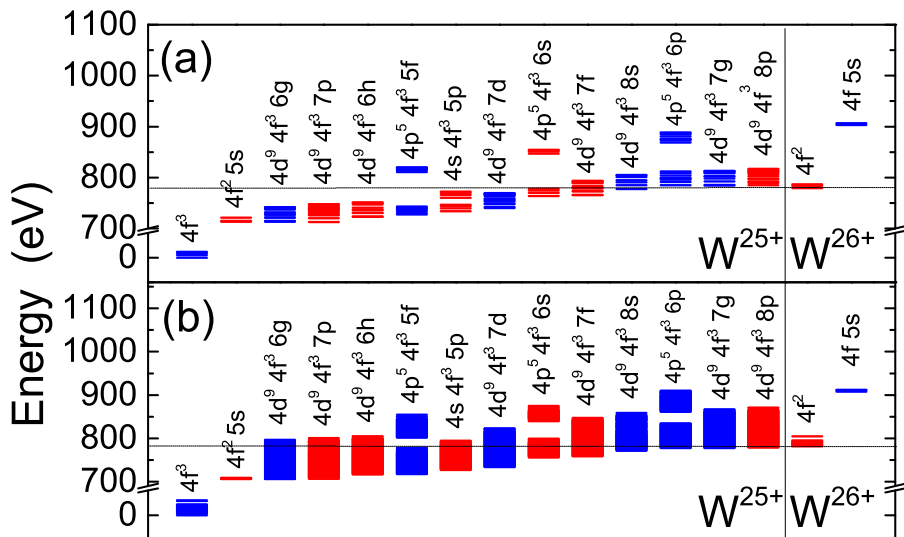 Energy (eV)
1100
1000
900
800
700
0
(a)
4f³
4f² 5s
4d⁹ 4f³ 6g
4d⁹ 4f³ 7p
4d⁹ 4f³ 6h
4p⁵ 4f³ 5f
4s 4f³ 5p
4d⁹ 4f³ 7d
4p⁵ 4f³ 6s
4d⁹ 4f³ 7f
4d⁹ 4f³ 8s
4p⁵ 4f³ 6p
4d⁹ 4f³ 7g
4d⁹ 4f³ 8p
4f²
4f 5s
W²⁵⁺
W²⁶⁺
1100
1000
900
800
700
0
(b)
4f³
4f² 5s
4d⁹ 4f³ 6g
4d⁹ 4f³ 7p
4d⁹ 4f³ 6h
4p⁵ 4f³ 5f
4s 4f³ 5p
4d⁹ 4f³ 7d
4p⁵ 4f³ 6s
4d⁹ 4f³ 7f
4d⁹ 4f³ 8s
4p⁵ 4f³ 6p
4d⁹ 4f³ 7g
4d⁹ 4f³ 8p
4f²
4f 5s
W²⁵⁺
W²⁶⁺